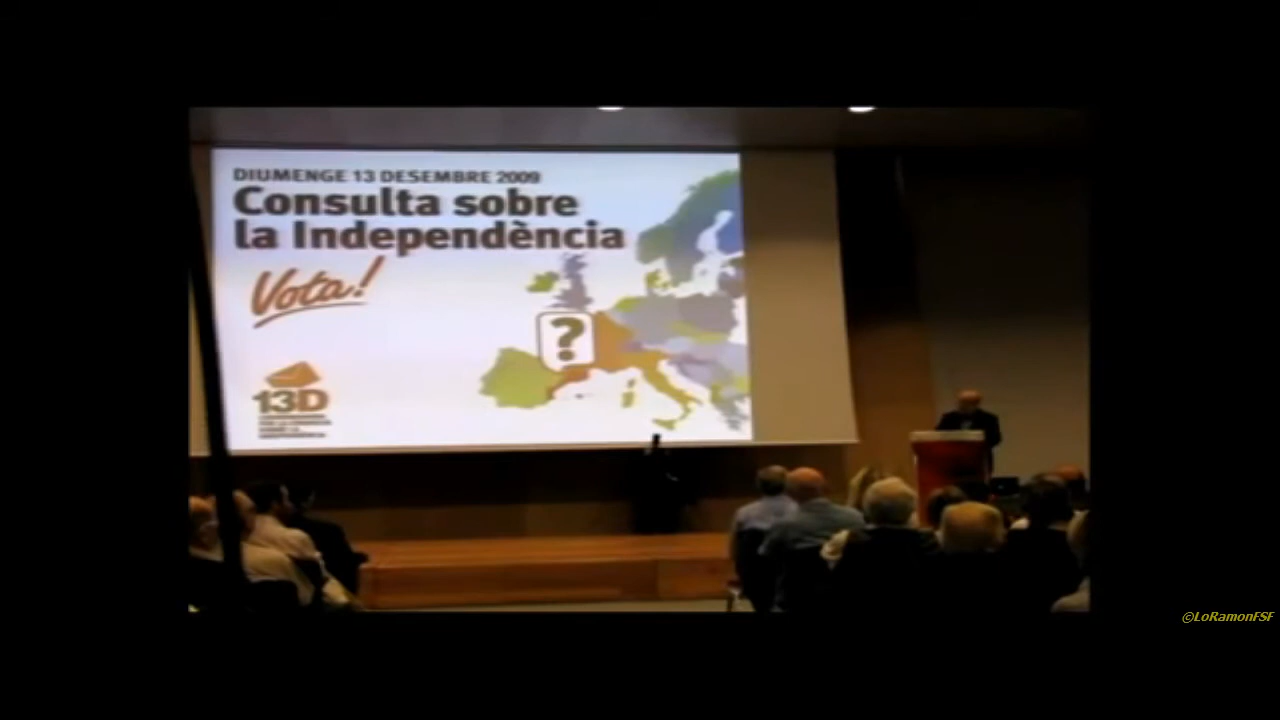 DIUMENGE 13 DESEMBRE 2009
Consulta sobre
la Independència
Vota!
?
13D
©LoRamonFSF